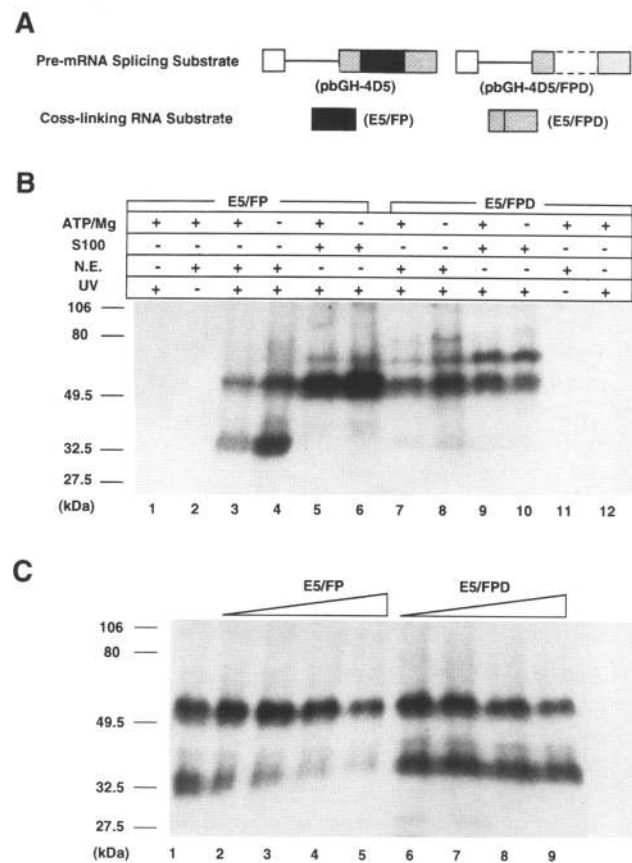 A
Pre-mRNA Splicing Substrate
(pbGH-4D5) (pbGH-4D5/FPD)
Coss-linking RNA Substrate (E5/FP) (E5/FPD)
B
E5/FP E5/FPD
ATP/Mg + + + - + - + - + - + +
S100 - - - - + + - - + + - -
N.E. - + + + - - + + - - + -
UV + - + + + + + + + + - +
106
80
49.5
32.5
27.5
(kDa) 1 2 3 4 5 6 7 8 9 10 11 12
C
E5/FP E5/FPD
106
80
49.5
32.5
27.5
1 2 3 4 5 6 7 8 9
(kDa)